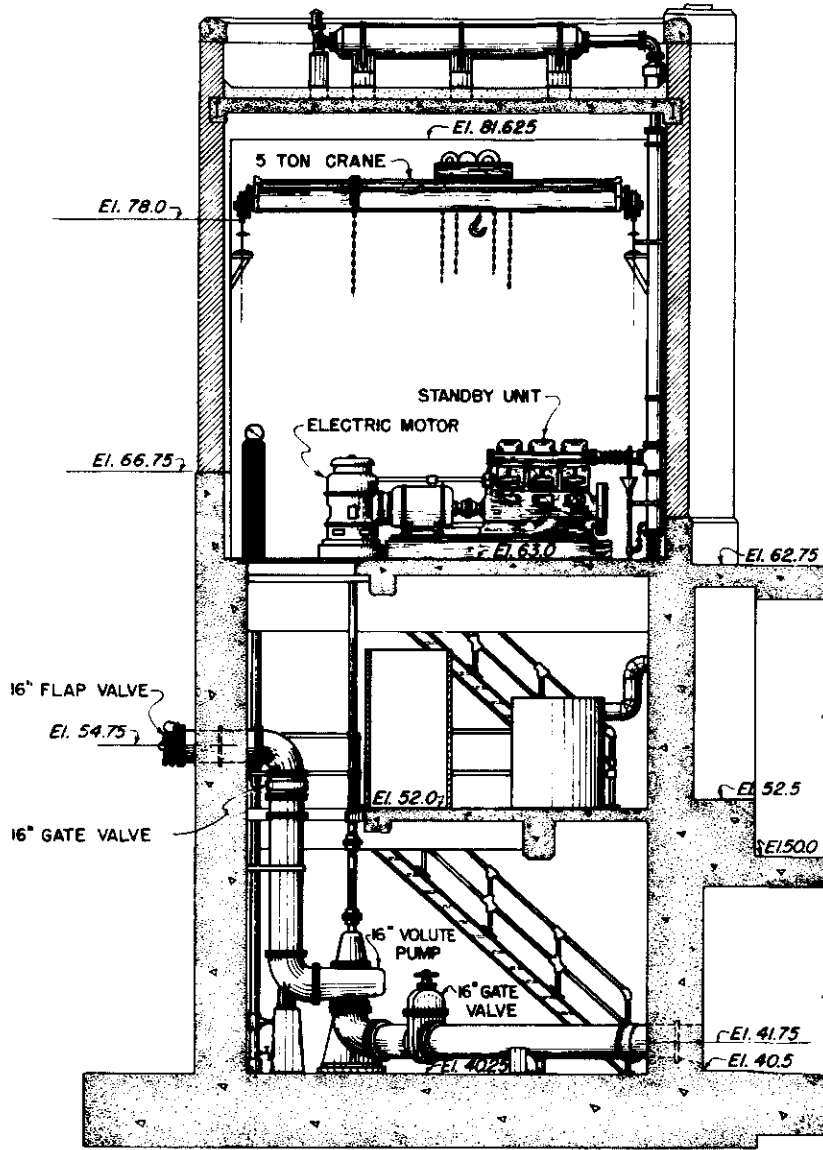 El. 81.625
5 TON CRANE
El. 78.0
STANDBY UNIT
ELECTRIC MOTOR
El. 66.75
El. 63.0
El. 62.75
16" FLAP VALVE
El. 54.75
El. 52.0
El. 52.5
16" GATE VALVE
El. 50.0
16" VOLUTE
PUMP
16" GATE
VALVE
El. 41.75
El. 40.25
El. 40.5